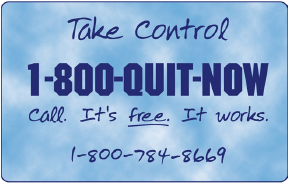 Take Control
1-800-QUIT-NOW
Call. It's free. It works.
1-800-784-8669